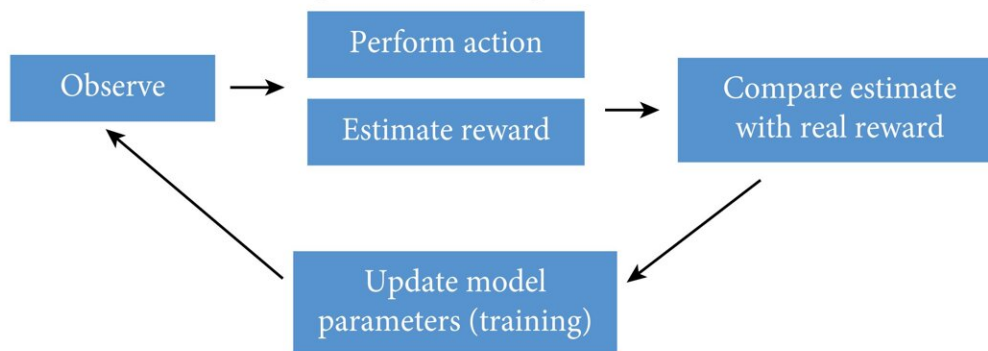 Observe
Perform action
Estimate reward
Compare estimate
with real reward
Update model
parameters (training)